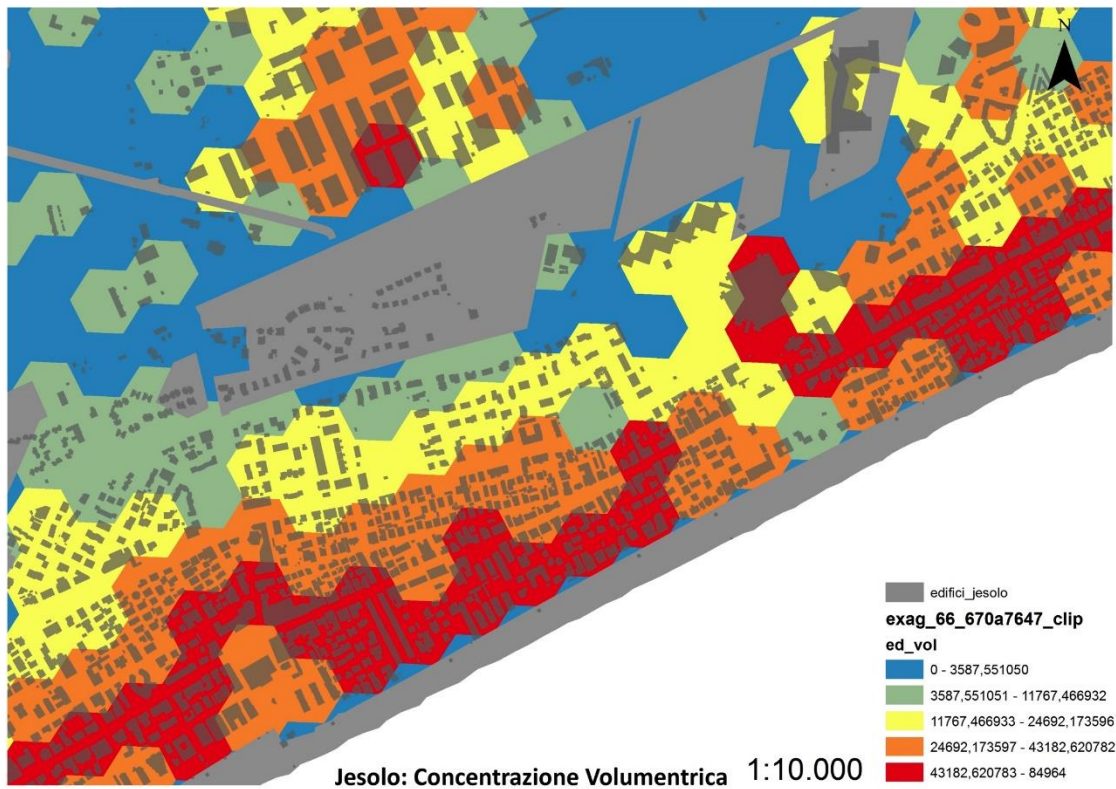 N
edifici_jesolo
exag_66_670a7647_clip
ed_vol
0 - 3587,551050
3587,551051 - 11767,466932
11767,466933 - 24692,173596
24692,173597 - 43182,620782
43182,620783 - 84964
Jesolo: Concentrazione Volumentrica 1:10.000